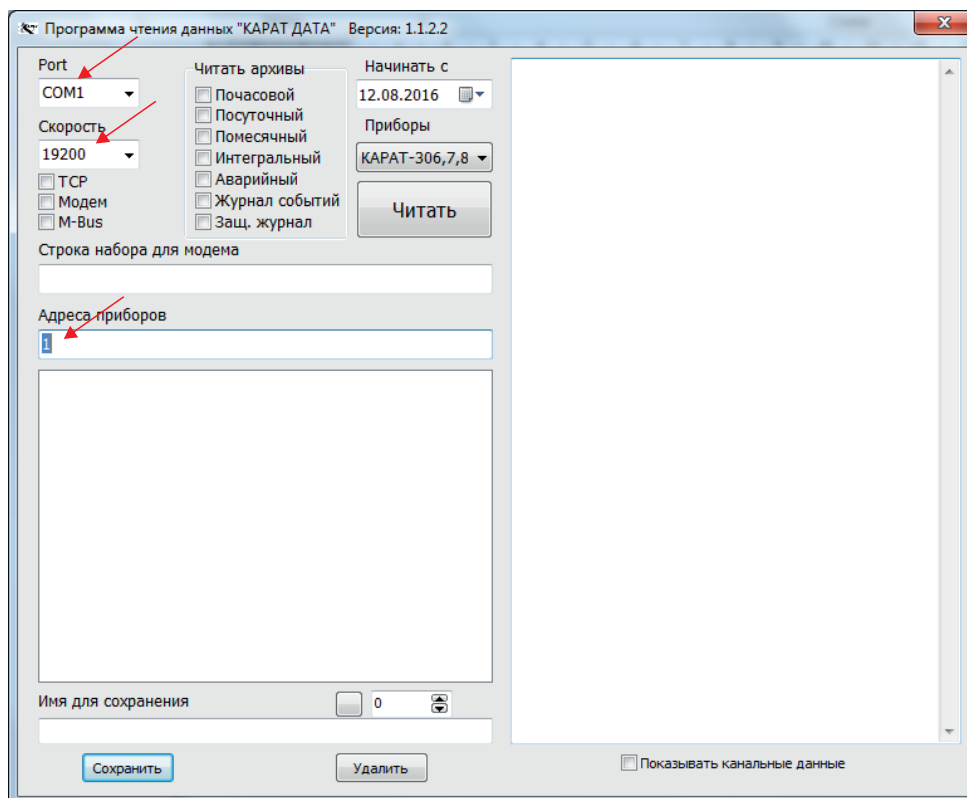 Программа чтения данных "КАРАТ ДАТА" Версия: 1.1.2.2
Port
COM1
Скорость
19200
TCP
Модем
M-Bus
Читать архивы
Почасовой
Посуточный
Помесячный
Интегральный
Аварийный
Журнал событий
Защ. журнал
Начинать с
12.08.2016
Приборы
КАРАТ-306,7,8
Читать
Строка набора для модема
Адреса приборов
1
Имя для сохранения
0
Сохранить
Удалить
Показывать канальные данные